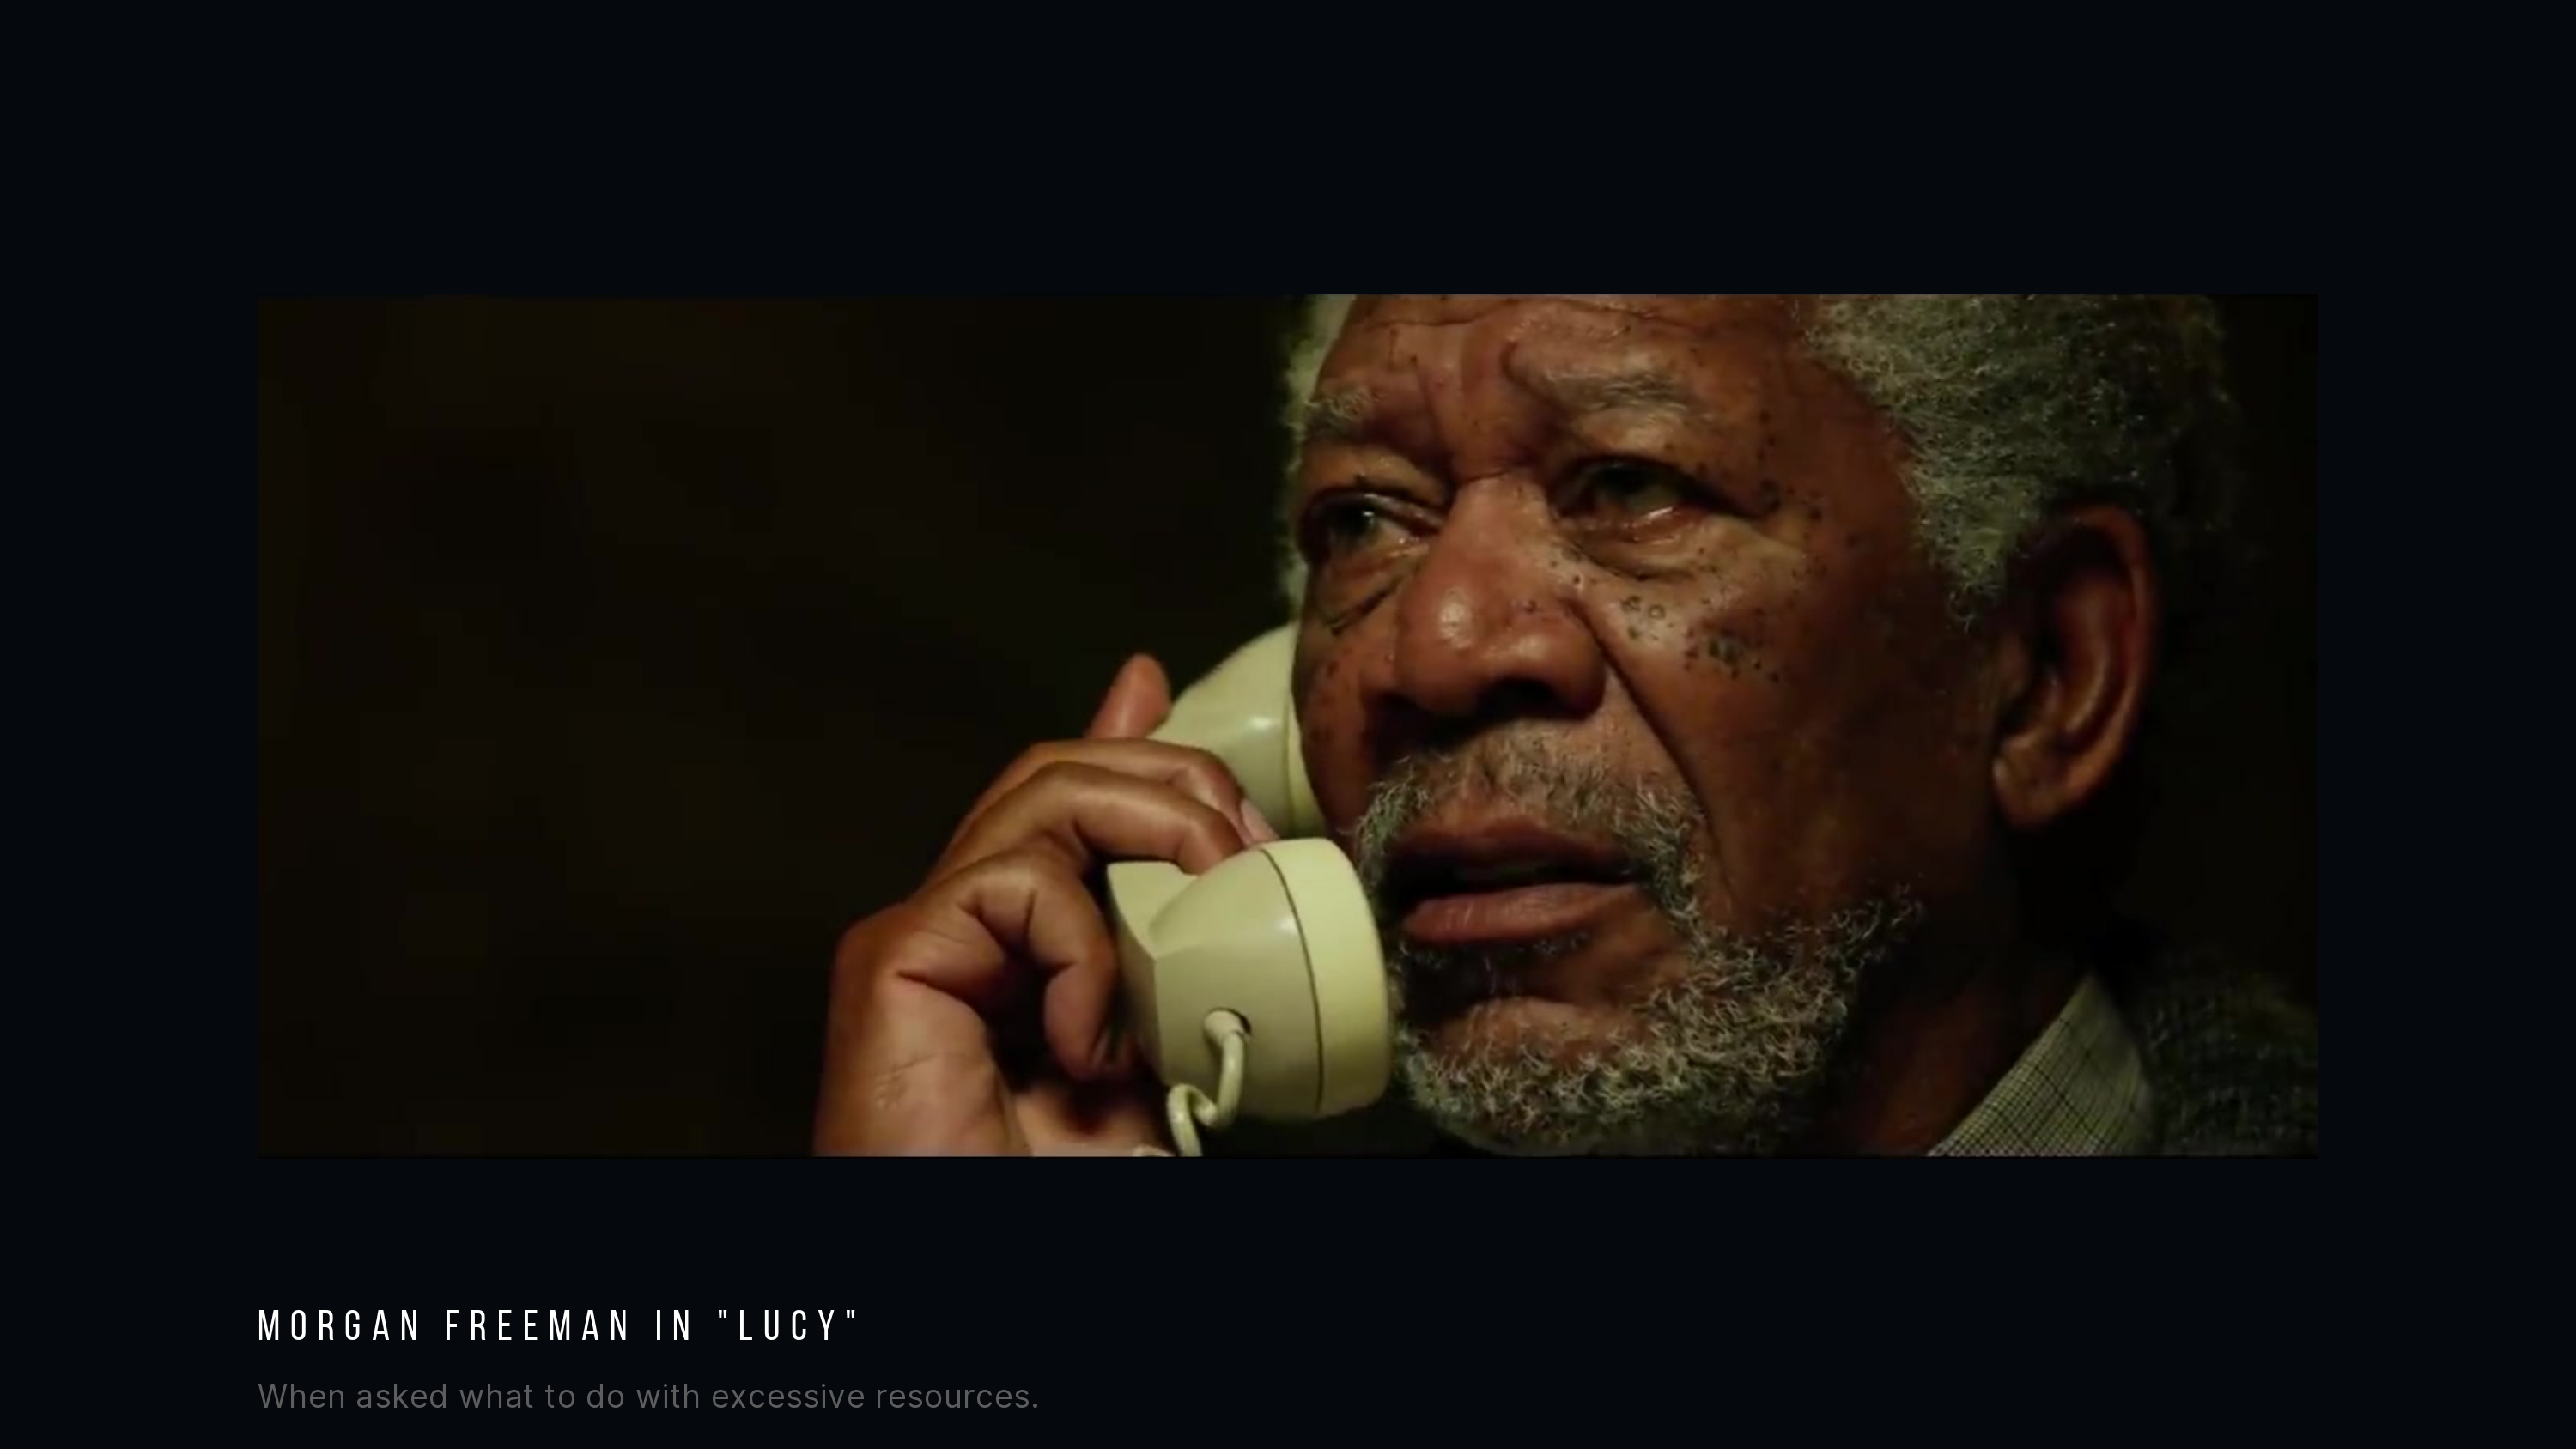 MORGAN FREEMAN IN "LUCY"
When asked what to do with excessive resources.